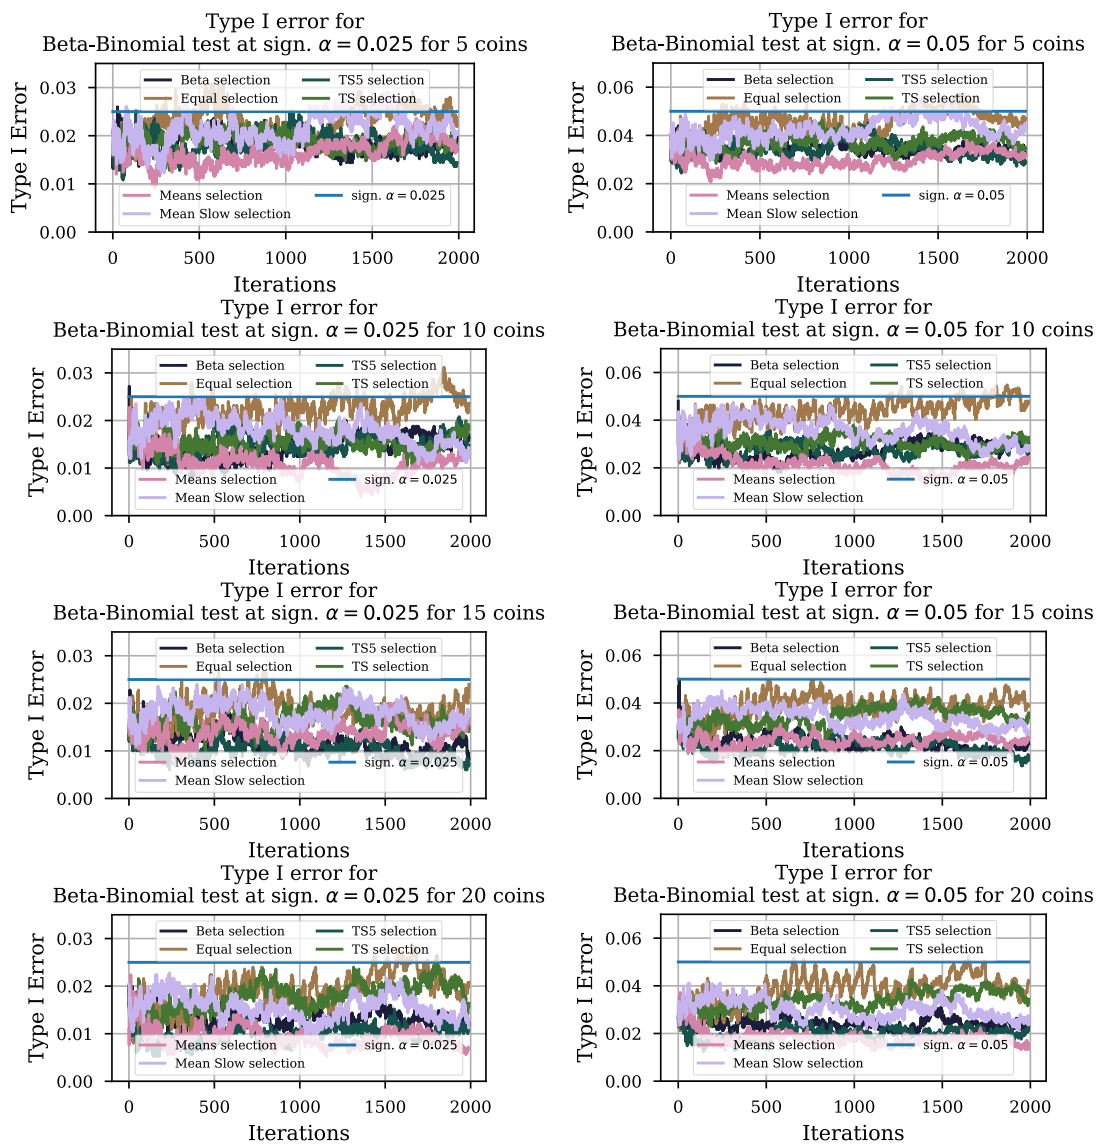 Type I error for
Beta-Binomial test at sign. α = 0.025 for 5 coins
Type I Error
0.03
0.02
0.01
0.00
Beta selection
Equal selection
TS5 selection
TS selection
Means selection
Mean Slow selection
sign. α = 0.025
0 500 1000 1500 2000
Iterations
Type I error for
Beta-Binomial test at sign. α = 0.05 for 5 coins
Type I Error
0.06
0.04
0.02
0.00
Beta selection
Equal selection
TS5 selection
TS selection
Means selection
Mean Slow selection
sign. α = 0.05
0 500 1000 1500 2000
Iterations
Type I error for
Beta-Binomial test at sign. α = 0.025 for 10 coins
Type I Error
0.03
0.02
0.01
0.00
Beta selection
Equal selection
TS5 selection
TS selection
Means selection
Mean Slow selection
sign. α = 0.025
0 500 1000 1500 2000
Iterations
Type I error for
Beta-Binomial test at sign. α = 0.05 for 10 coins
Type I Error
0.06
0.04
0.02
0.00
Beta selection
Equal selection
TS5 selection
TS selection
Means selection
Mean Slow selection
sign. α = 0.05
0 500 1000 1500 2000
Iterations
Type I error for
Beta-Binomial test at sign. α = 0.025 for 15 coins
Type I Error
0.03
0.02
0.01
0.00
Beta selection
Equal selection
TS5 selection
TS selection
Means selection
Mean Slow selection
sign. α = 0.025
0 500 1000 1500 2000
Iterations
Type I error for
Beta-Binomial test at sign. α = 0.05 for 15 coins
Type I Error
0.06
0.04
0.02
0.00
Beta selection
Equal selection
TS5 selection
TS selection
Means selection
Mean Slow selection
sign. α = 0.05
0 500 1000 1500 2000
Iterations
Type I error for
Beta-Binomial test at sign. α = 0.025 for 20 coins
Type I Error
0.03
0.02
0.01
0.00
Beta selection
Equal selection
TS5 selection
TS selection
Means selection
Mean Slow selection
sign. α = 0.025
0 500 1000 1500 2000
Iterations
Type I error for
Beta-Binomial test at sign. α = 0.05 for 20 coins
Type I Error
0.06
0.04
0.02
0.00
Beta selection
Equal selection
TS5 selection
TS selection
Means selection
Mean Slow selection
sign. α = 0.05
0 500 1000 1500 2000
Iterations